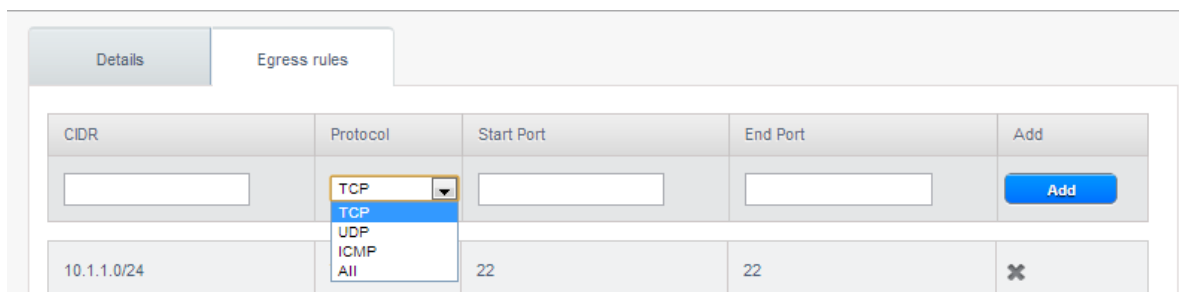 Details Egress rules
CIDR Protocol Start Port End Port Add
TCP Add
TCP
UDP
ICMP
All
10.1.1.0/24 22 22